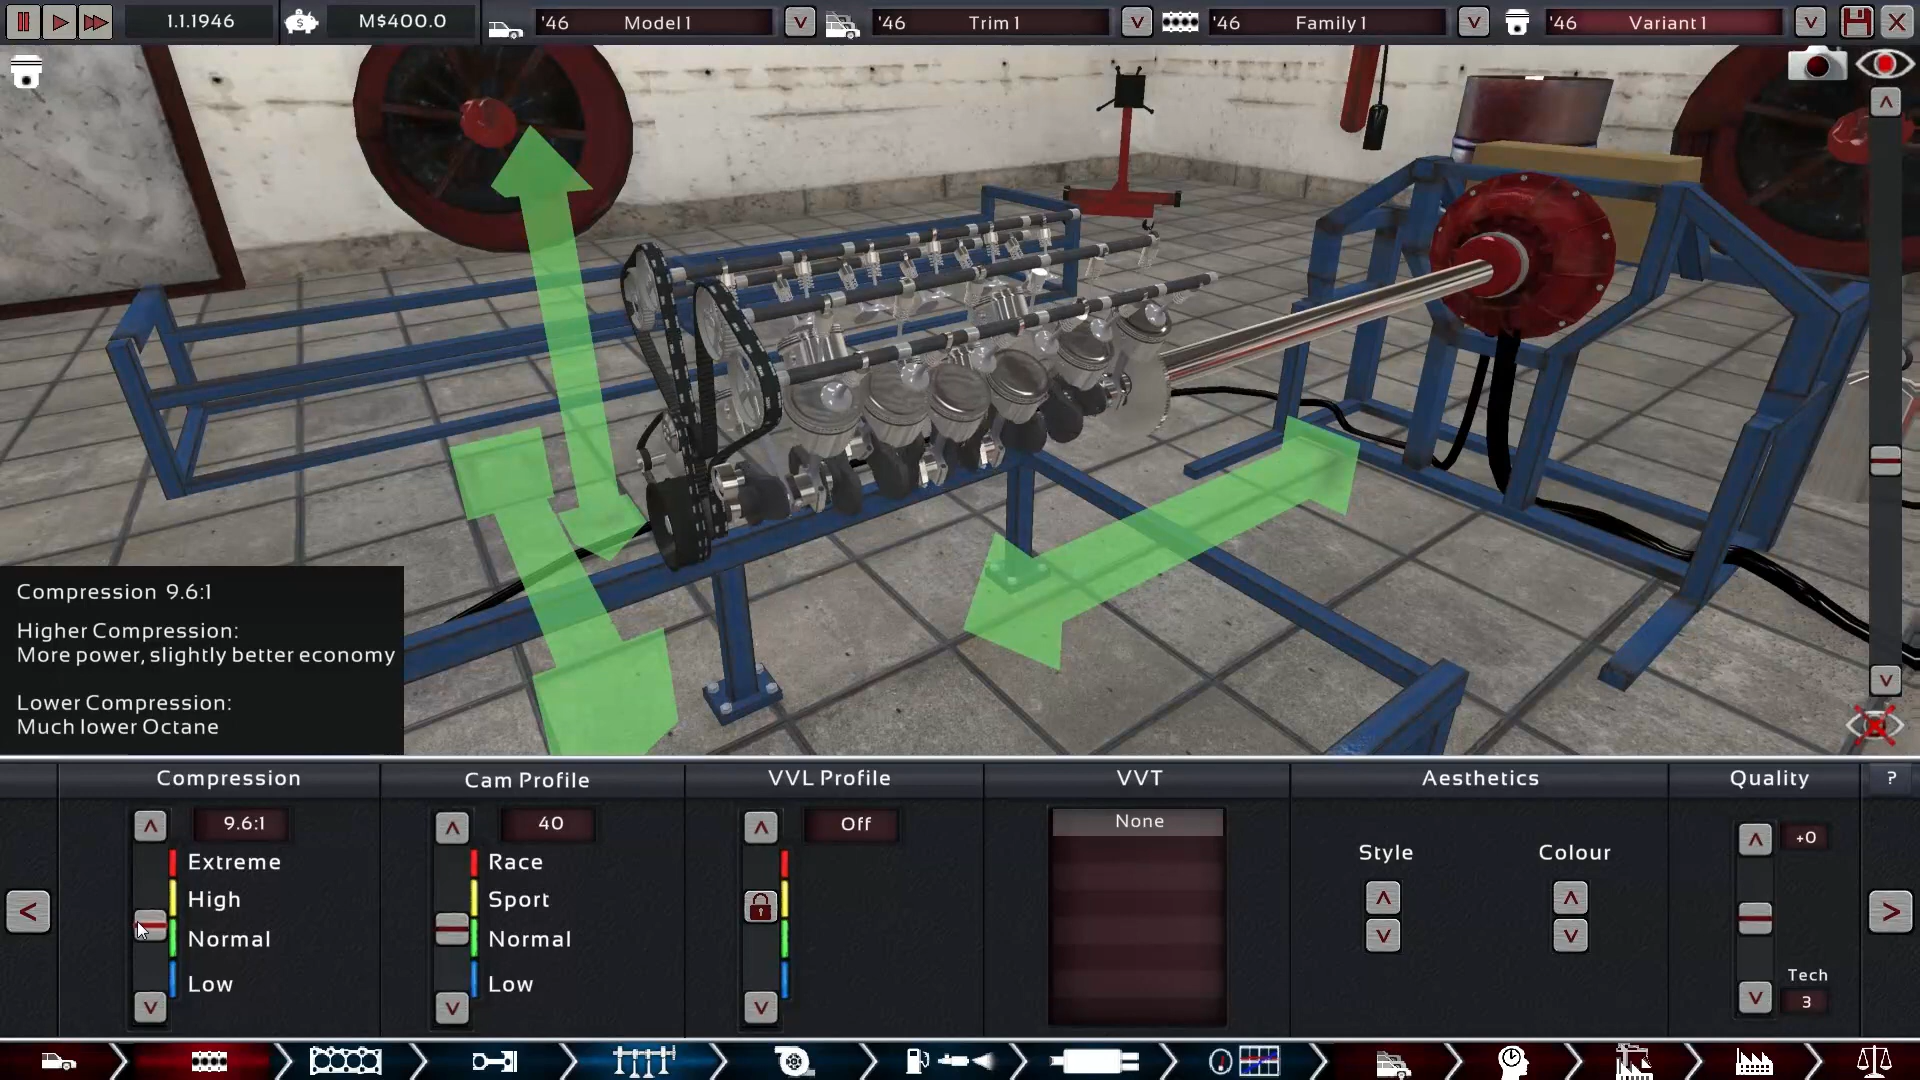 1.1.1946
M$400.0
'46 Model 1
'46 Trim 1
'46 Family 1
'46 Variant 1
Compression 9.6:1
Higher Compression:
More power, slightly better economy
Lower Compression:
Much lower Octane
Compression
9.6:1
Extreme
High
Normal
Low
Cam Profile
40
Race
Sport
Normal
Low
VVL Profile
Off
VVT
None
Aesthetics
Style
Colour
Quality
?
+0
Tech
3